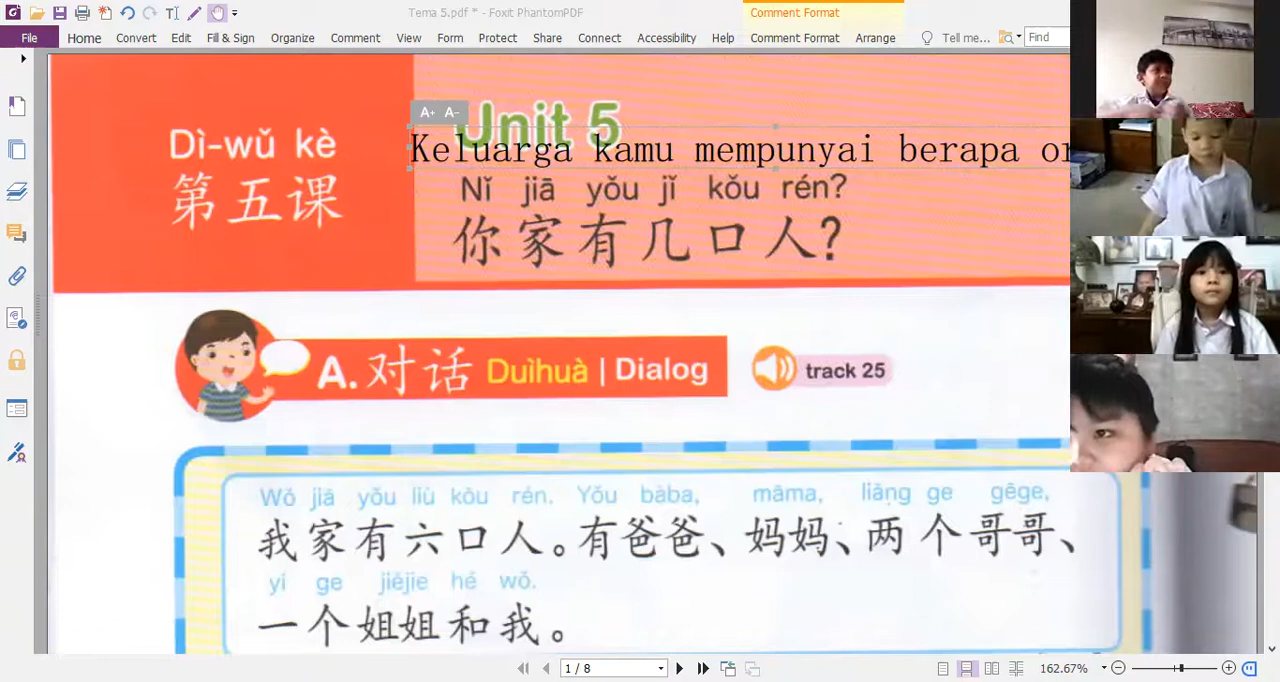 Tema 5.pdf * - Foxit PhantomPDF
Comment Format
File Home Convert Edit Fill & Sign Organize Comment View Form Protect Share Connect Accessibility Help Comment Format Arrange Tell me... Find
A+ A-
Unit 5
Keluarga kamu mempunyai berapa or
Dì-wǔ kè
第五课
Nǐ jiā yǒu jǐ kǒu rén?
你家有几口人?
A. 对话 Duìhuà | Dialog
track 25
Wǒ jiā yǒu liù kǒu rén. Yǒu bàba, māma, liàng ge gēge,
我家有六口人。有爸爸、妈妈、两个哥哥、
yí ge jiějie hé wǒ.
一个姐姐和我。
1 / 8
162.67%